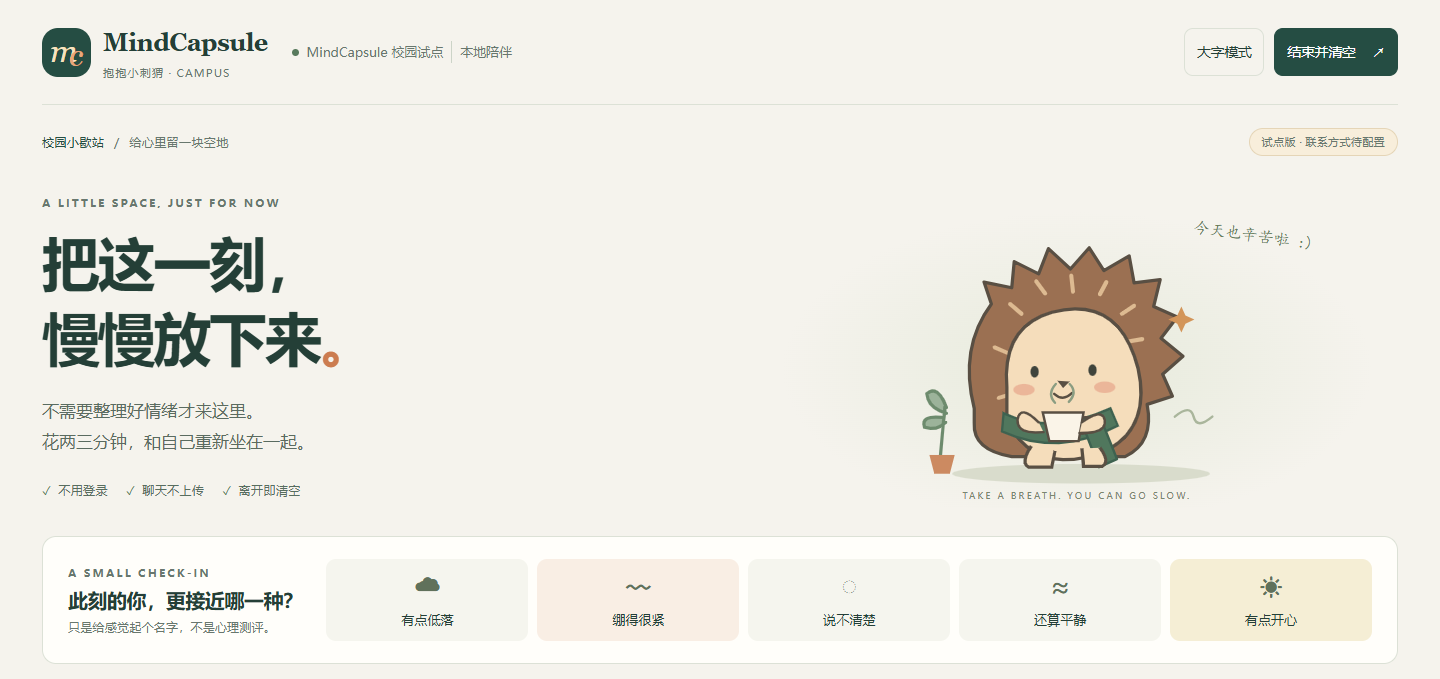 mc
MindCapsule
抱抱小刺猬 · CAMPUS
MindCapsule 校园试点
本地陪伴
大字模式
结束并清空 ↗
校园小歇站 / 给心里留一块空地
试点版 · 联系方式待配置
A LITTLE SPACE, JUST FOR NOW
把这一刻，
慢慢放下来。
不需要整理好情绪才来这里。
花两三分钟，和自己重新坐在一起。
✓ 不用登录 ✓ 聊天不上传 ✓ 离开即清空
今天也辛苦啦 :)
TAKE A BREATH. YOU CAN GO SLOW.
A SMALL CHECK-IN
此刻的你，更接近哪一种？
只是给感觉起个名字，不是心理测评。
有点低落
绷得很紧
说不清楚
还算平静
有点开心